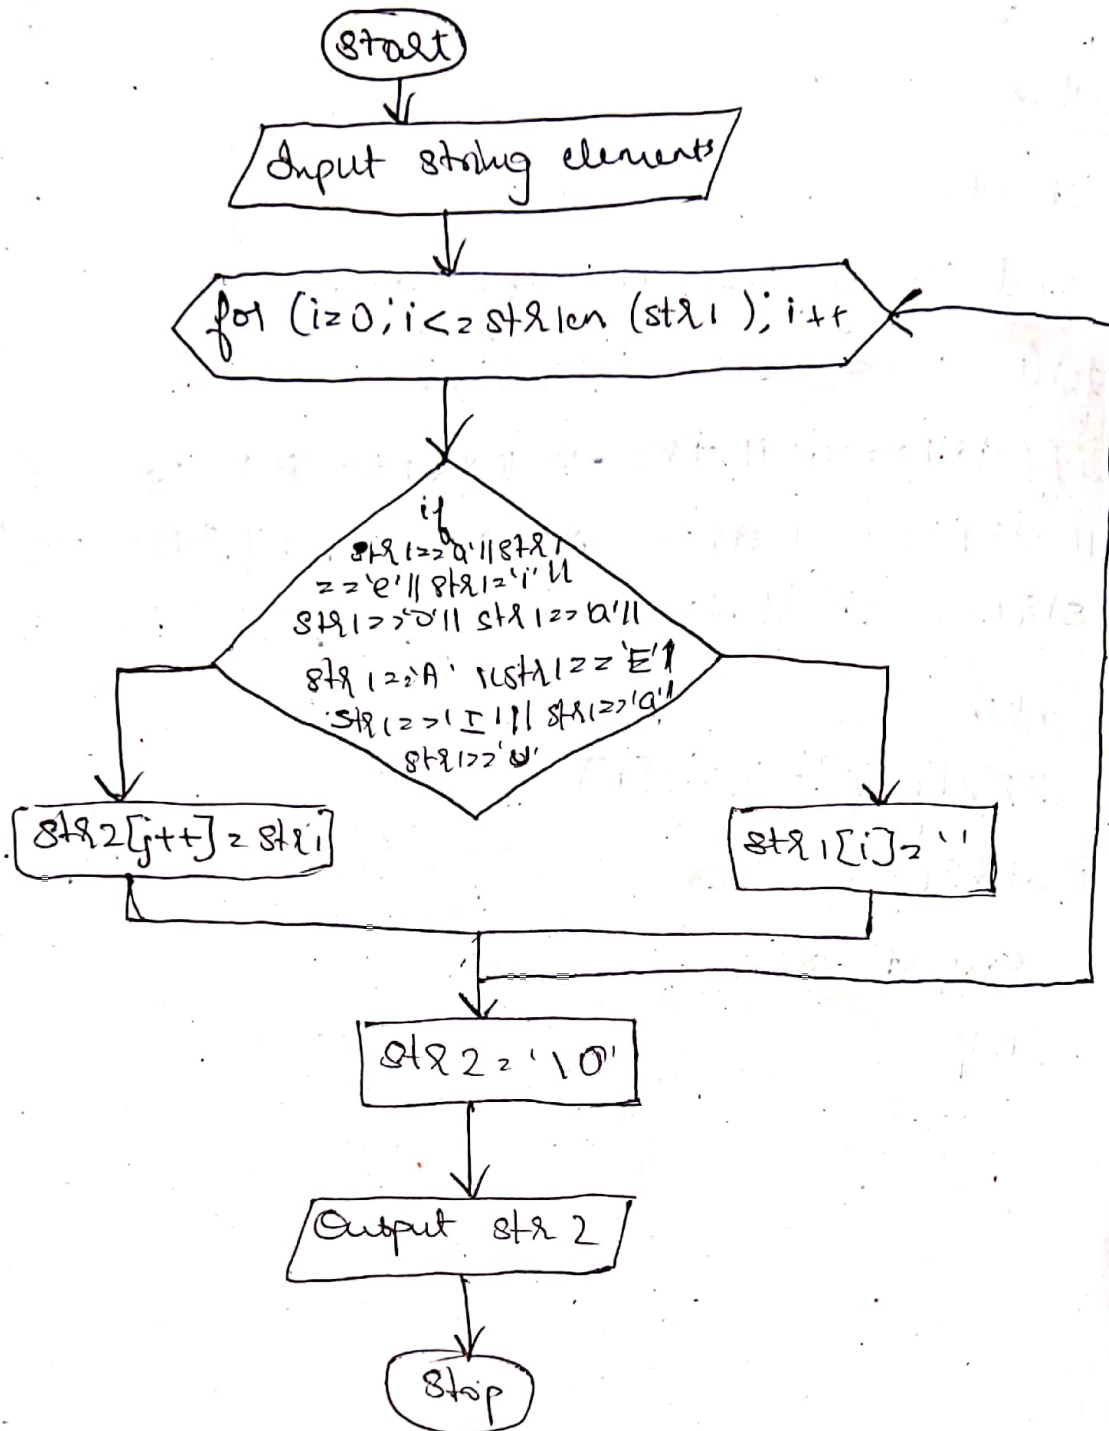 Start
Input string elements
for (i=0; i<=strlen (str1); i++
if
str1=='a'||str1
=='e'||str1='i'||
str1=='o'||str1=='a'||
str1=='A' ||str1=='E'||
str1=='I'||str1=='a'||
str1=='u'
str2[j++]=str1
str1[i]=''
str2='\0'
Output str2
Stop